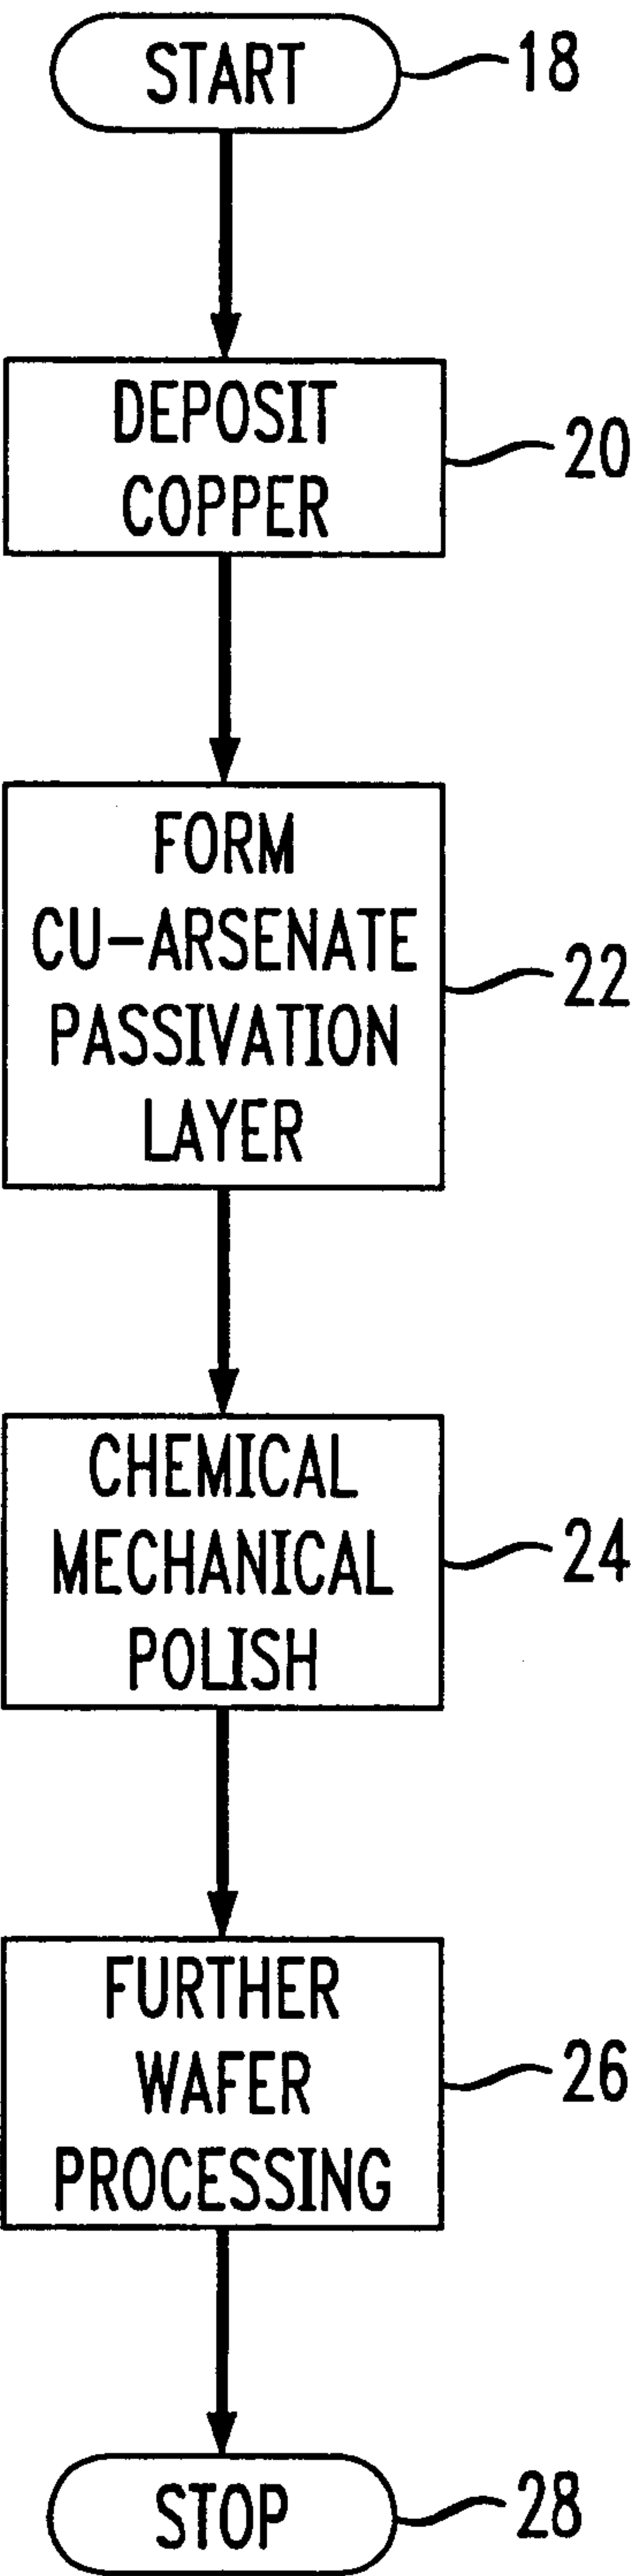 START
18
DEPOSIT
COPPER
20
FORM
CU-ARSENATE
PASSIVATION
LAYER
22
CHEMICAL
MECHANICAL
POLISH
24
FURTHER
WAFER
PROCESSING
26
STOP
28